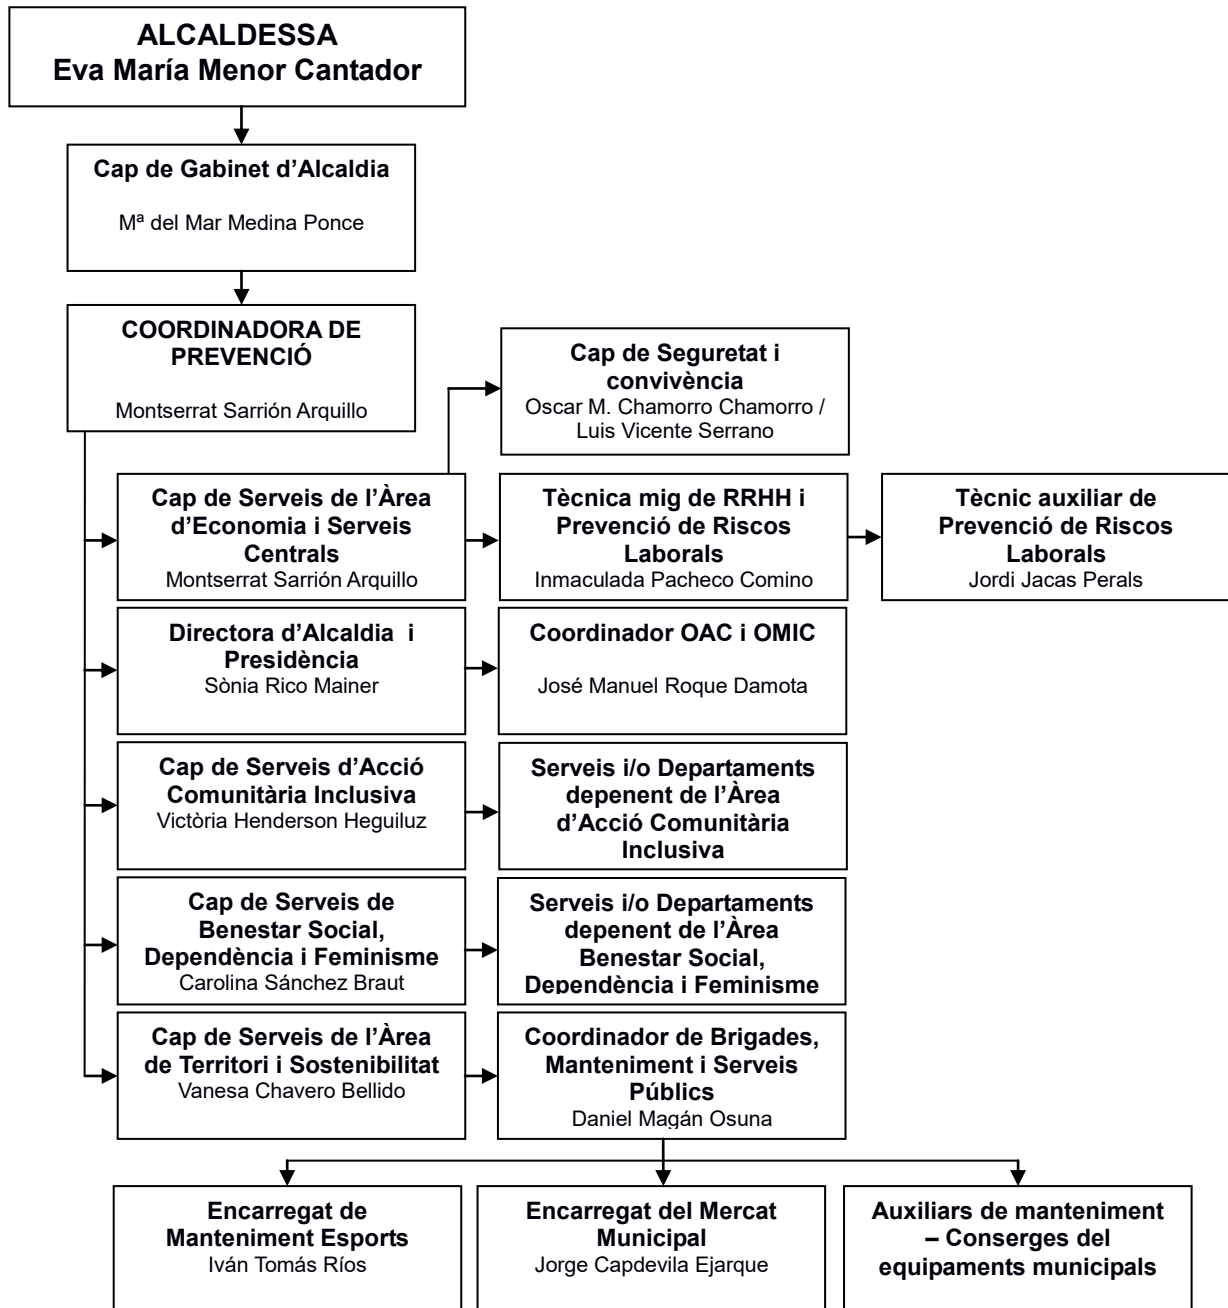 ALCALDESSA
Eva María Menor Cantador
Cap de Gabinet d’Alcaldia
Mª del Mar Medina Ponce
COORDINADORA DE
PREVENCIÓ
Montserrat Sarrión Arquillo
Cap de Seguretat i
convivència
Oscar M. Chamorro Chamorro /
Luis Vicente Serrano
Cap de Serveis de l’Àrea
d’Economia i Serveis
Centrals
Montserrat Sarrión Arquillo
Tècnica mig de RRHH i
Prevenció de Riscos
Laborals
Inmaculada Pacheco Comino
Tècnic auxiliar de
Prevenció de Riscos
Laborals
Jordi Jacas Perals
Directora d’Alcaldia i
Presidència
Sònia Rico Mainer
Coordinador OAC i OMIC
José Manuel Roque Damota
Cap de Serveis d’Acció
Comunitària Inclusiva
Victòria Henderson Heguiluz
Serveis i/o Departaments
depenent de l’Àrea
d’Acció Comunitària
Inclusiva
Cap de Serveis de
Benestar Social,
Dependència i Feminisme
Carolina Sánchez Braut
Serveis i/o Departaments
depenent de l’Àrea
Benestar Social,
Dependència i Feminisme
Cap de Serveis de l’Àrea
de Territori i Sostenibilitat
Vanesa Chavero Bellido
Coordinador de Brigades,
Manteniment i Serveis
Públics
Daniel Magán Osuna
Encarregat de
Manteniment Esports
Iván Tomás Ríos
Encarregat del Mercat
Municipal
Jorge Capdevila Ejarque
Auxiliars de manteniment
– Conserges del
equipaments municipals